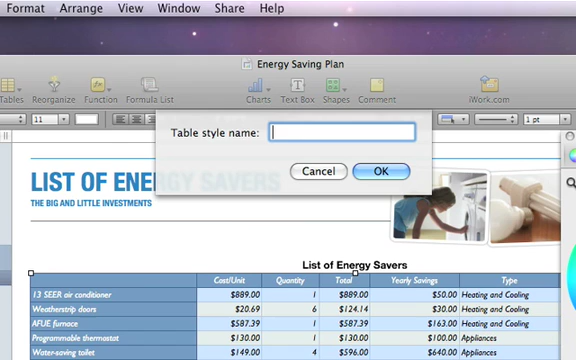 Format Arrange View Window Share Help
Energy Saving Plan
Tables Reorganize Function Formula List Charts Text Box Shapes Comment iWork.com
11 1 pt
Table style name:
Cancel OK
LIST OF ENERGY SAVERS
THE BIG AND LITTLE INVESTMENTS
List of Energy Savers
Cost/Unit Quantity Total Yearly Savings Type
13 SEER air conditioner $889.00 1 $889.00 $50.00 Heating and Cooling
Weatherstrip doors $20.69 6 $124.14 $30.00 Heating and Cooling
AFUE furnace $587.39 1 $587.39 $163.00 Heating and Cooling
Programmable thermostat $130.00 1 $130.00 $100.00 Appliances
Water-saving toilet $149.00 4 $596.00 $640.00 Appliances